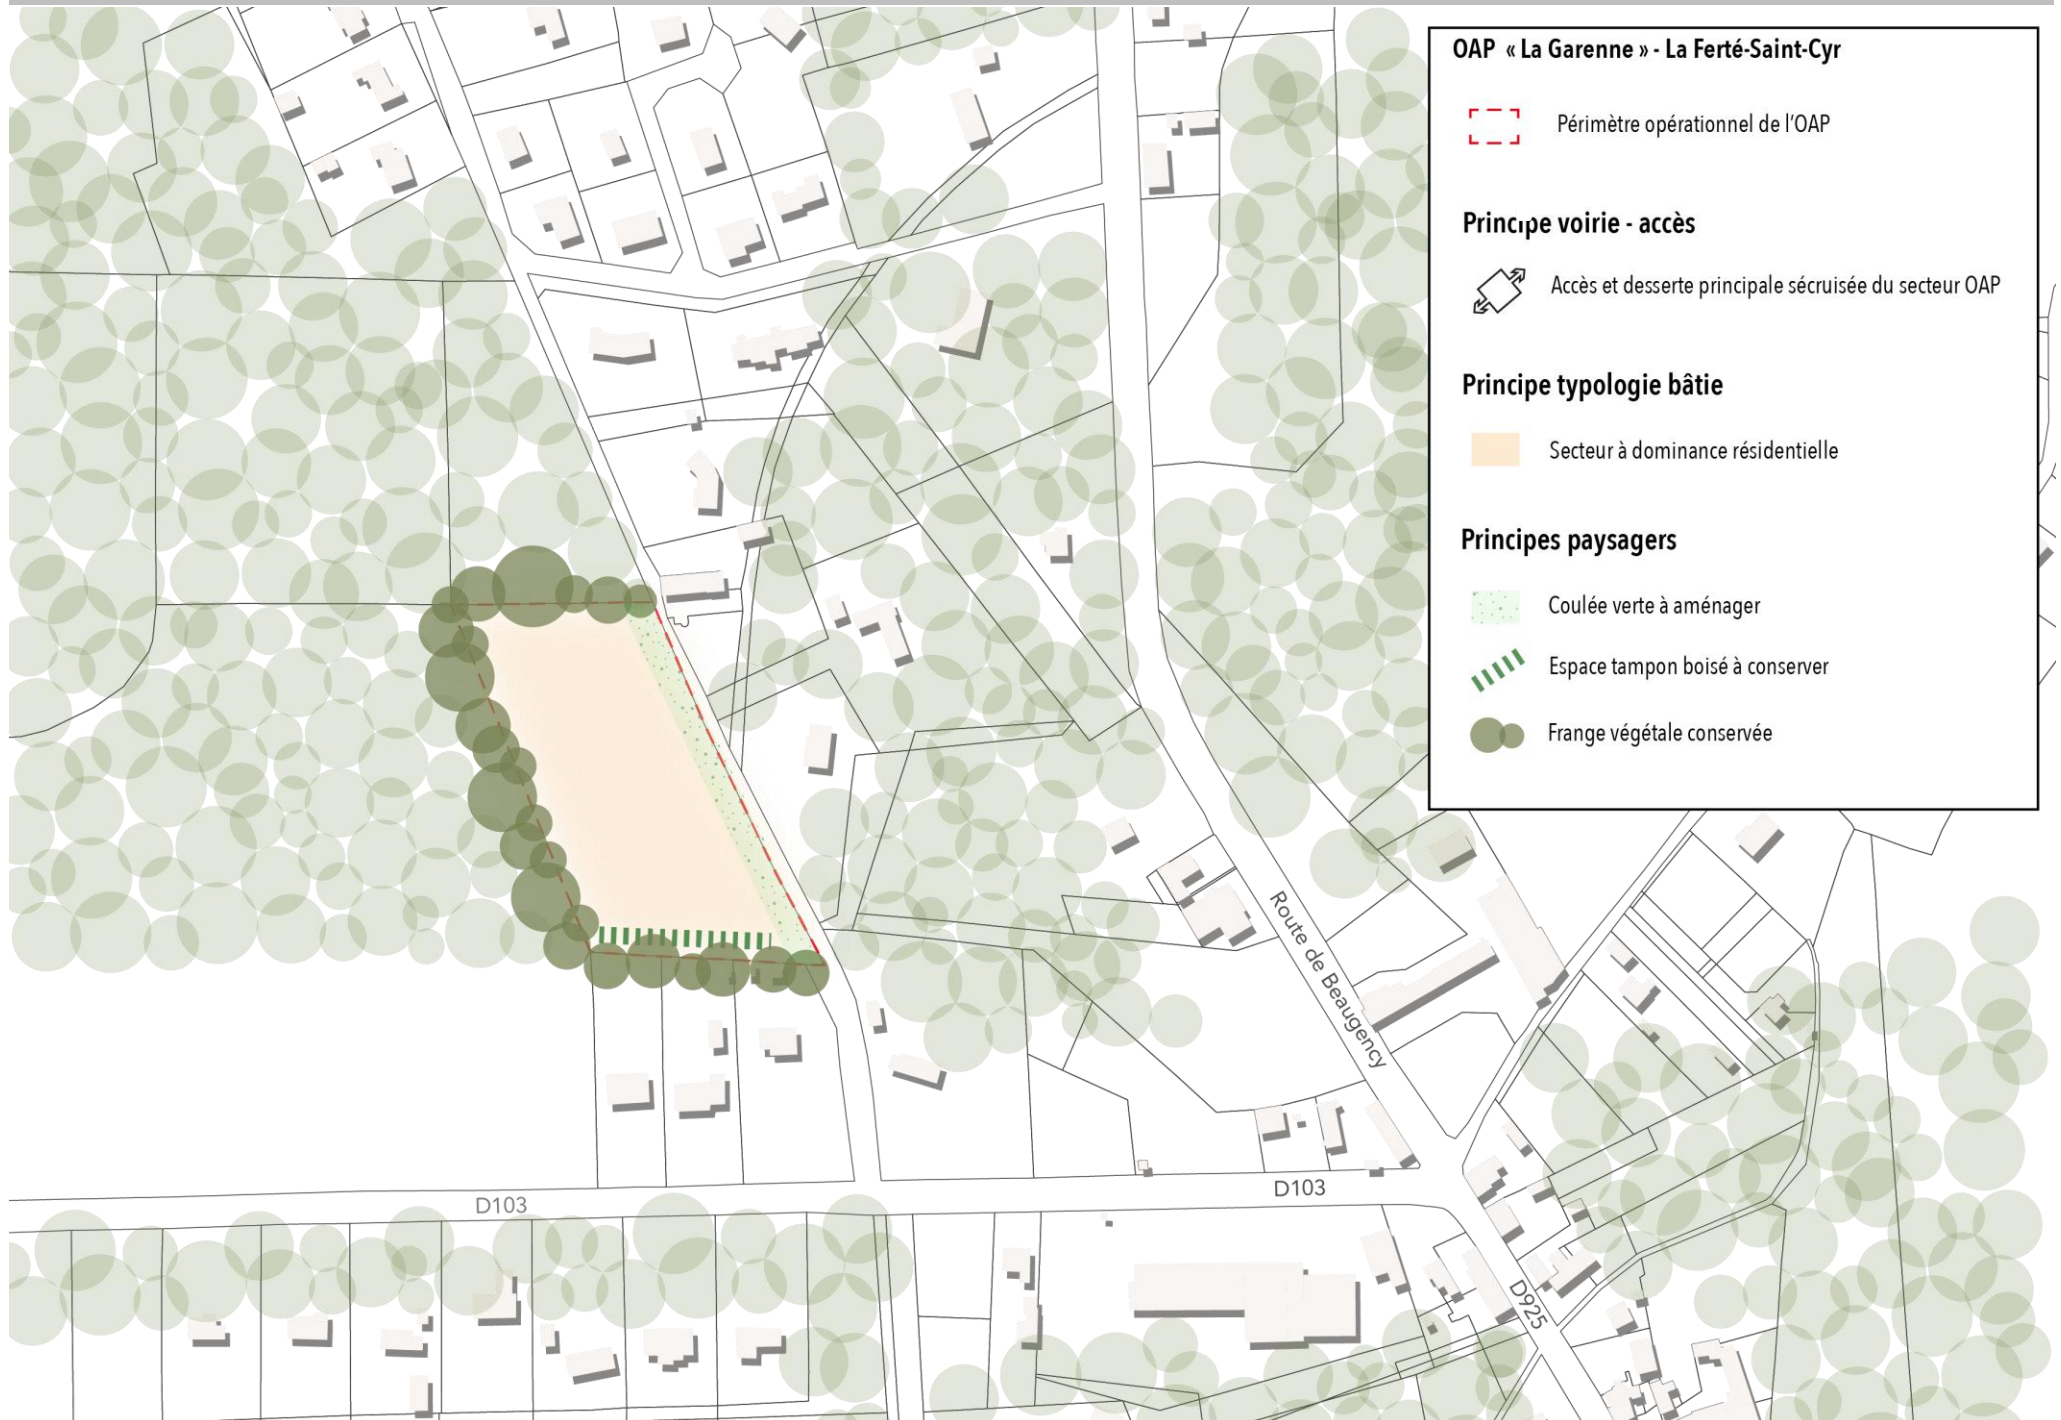 OAP « La Garenne » - La Ferté-Saint-Cyr
Périmètre opérationnel de l'OAP
Principe voirie - accès
Accès et desserte principale sécruisée du secteur OAP
Principe typologie bâtie
Secteur à dominance résidentielle
Principes paysagers
Coulée verte à aménager
Espace tampon boisé à conserver
Frange végétale conservée
Route de Beaugency
D103
D103
D925